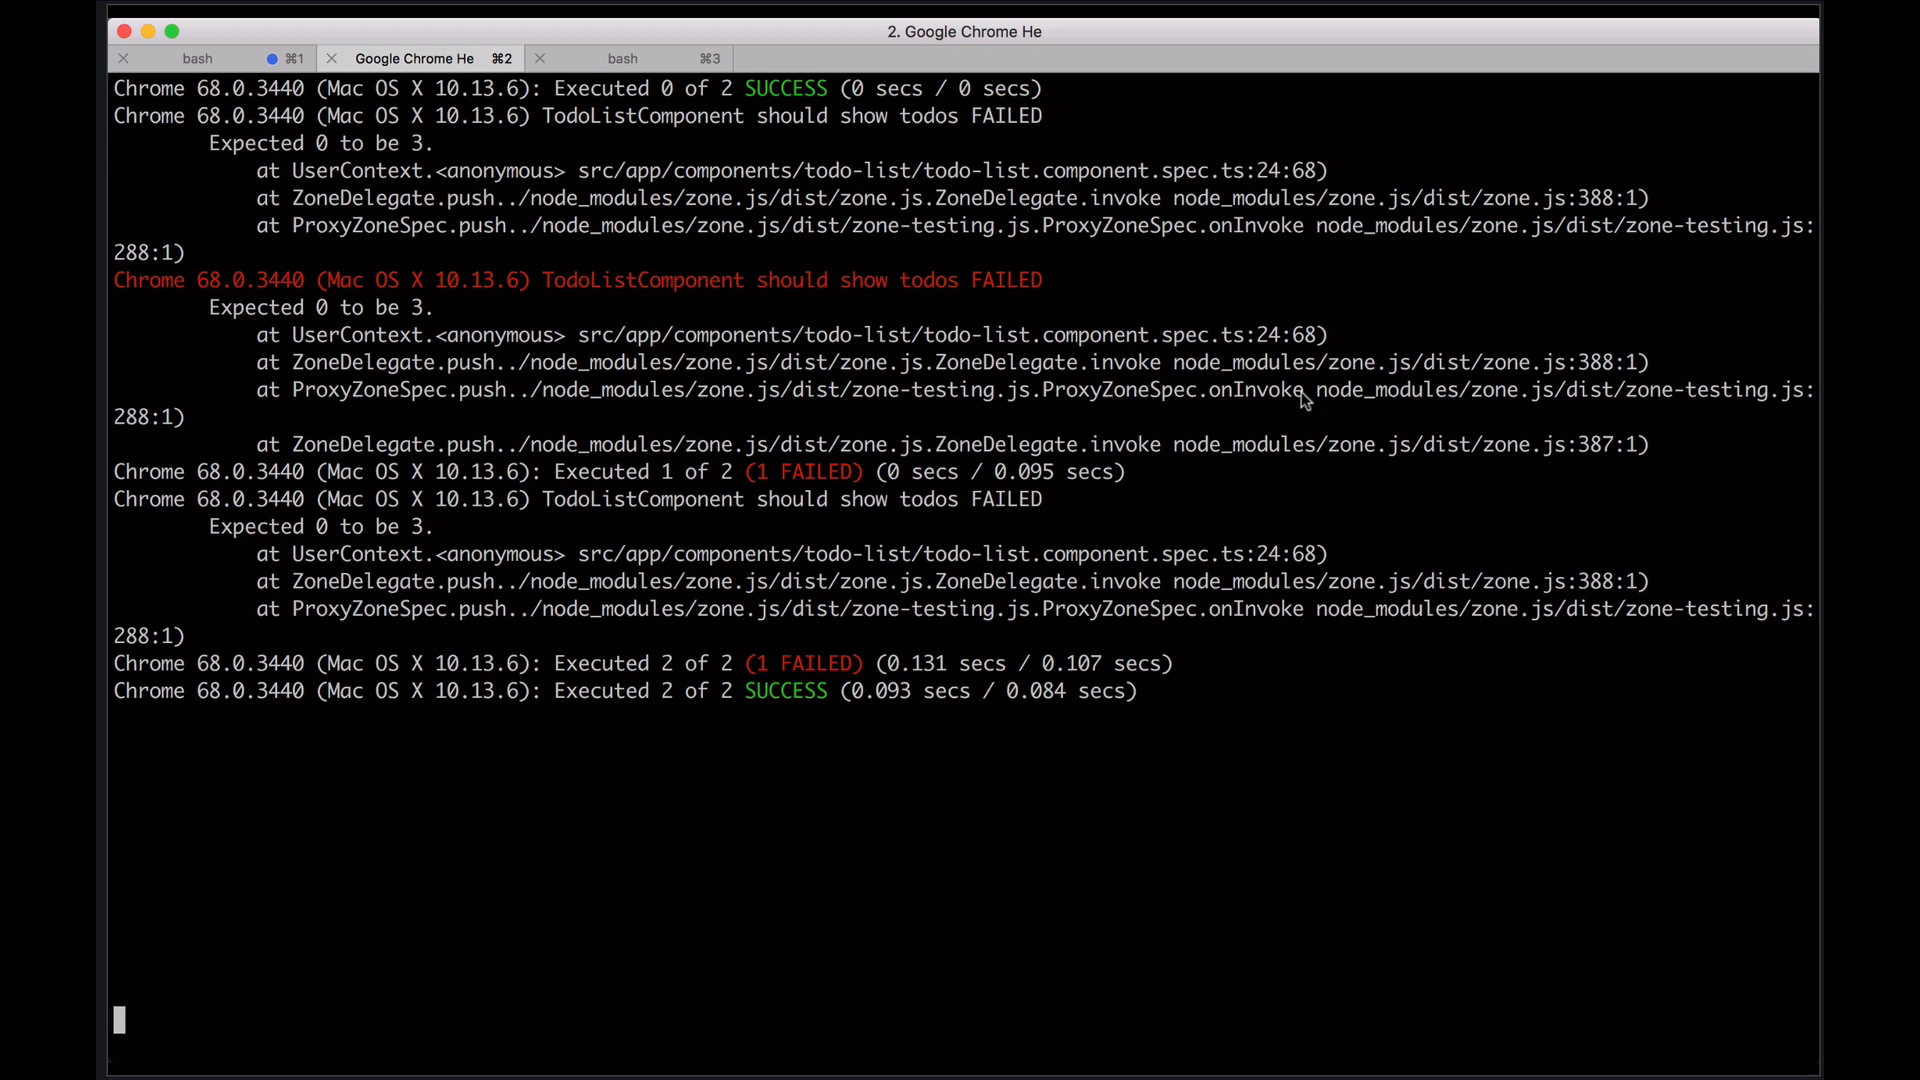 2. Google Chrome He
bash ⌘1 Google Chrome He ⌘2 bash ⌘3
Chrome 68.0.3440 (Mac OS X 10.13.6): Executed 0 of 2 SUCCESS (0 secs / 0 secs)
Chrome 68.0.3440 (Mac OS X 10.13.6) TodoListComponent should show todos FAILED
Expected 0 to be 3.
at UserContext.<anonymous> src/app/components/todo-list/todo-list.component.spec.ts:24:68)
at ZoneDelegate.push../node_modules/zone.js/dist/zone.js.ZoneDelegate.invoke node_modules/zone.js/dist/zone.js:388:1)
at ProxyZoneSpec.push../node_modules/zone.js/dist/zone-testing.js.ProxyZoneSpec.onInvoke node_modules/zone.js/dist/zone-testing.js:
288:1)
Chrome 68.0.3440 (Mac OS X 10.13.6) TodoListComponent should show todos FAILED
Expected 0 to be 3.
at UserContext.<anonymous> src/app/components/todo-list/todo-list.component.spec.ts:24:68)
at ZoneDelegate.push../node_modules/zone.js/dist/zone.js.ZoneDelegate.invoke node_modules/zone.js/dist/zone.js:388:1)
at ProxyZoneSpec.push../node_modules/zone.js/dist/zone-testing.js.ProxyZoneSpec.onInvoke node_modules/zone.js/dist/zone-testing.js:
288:1)
at ZoneDelegate.push../node_modules/zone.js/dist/zone.js.ZoneDelegate.invoke node_modules/zone.js/dist/zone.js:387:1)
Chrome 68.0.3440 (Mac OS X 10.13.6): Executed 1 of 2 (1 FAILED) (0 secs / 0.095 secs)
Chrome 68.0.3440 (Mac OS X 10.13.6) TodoListComponent should show todos FAILED
Expected 0 to be 3.
at UserContext.<anonymous> src/app/components/todo-list/todo-list.component.spec.ts:24:68)
at ZoneDelegate.push../node_modules/zone.js/dist/zone.js.ZoneDelegate.invoke node_modules/zone.js/dist/zone.js:388:1)
at ProxyZoneSpec.push../node_modules/zone.js/dist/zone-testing.js.ProxyZoneSpec.onInvoke node_modules/zone.js/dist/zone-testing.js:
288:1)
Chrome 68.0.3440 (Mac OS X 10.13.6): Executed 2 of 2 (1 FAILED) (0.131 secs / 0.107 secs)
Chrome 68.0.3440 (Mac OS X 10.13.6): Executed 2 of 2 SUCCESS (0.093 secs / 0.084 secs)